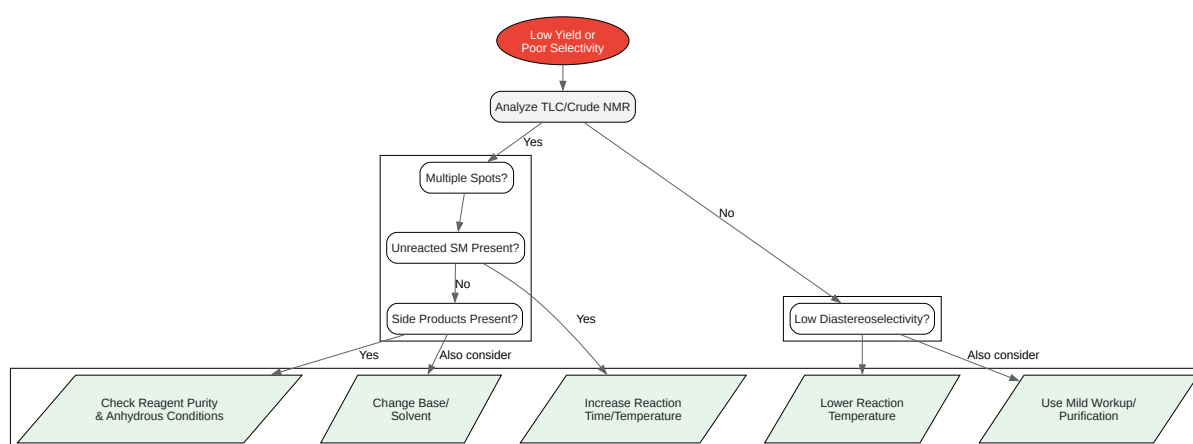 Low Yield or
Poor Selectivity
Analyze TLC/Crude NMR
Yes
Multiple Spots?
No
Unreacted SM Present?
No
Side Products Present?
Yes
Low Diastereoselectivity?
Yes
Also consider
Also consider
Check Reagent Purity
& Anhydrous Conditions
Change Base/
Solvent
Increase Reaction
Time/Temperature
Lower Reaction
Temperature
Use Mild Workup/
Purification